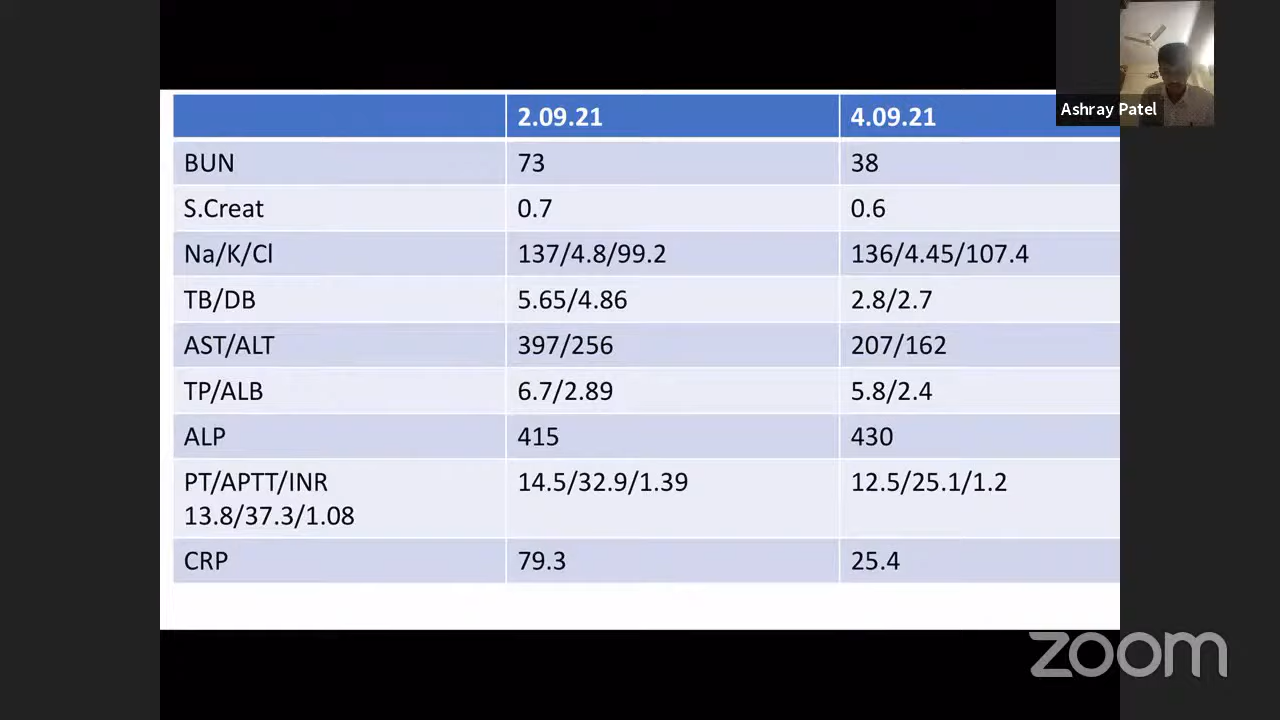 2.09.21 4.09.21
Ashray Patel
BUN 73 38
S.Creat 0.7 0.6
Na/K/Cl 137/4.8/99.2 136/4.45/107.4
TB/DB 5.65/4.86 2.8/2.7
AST/ALT 397/256 207/162
TP/ALB 6.7/2.89 5.8/2.4
ALP 415 430
PT/APTT/INR 14.5/32.9/1.39 12.5/25.1/1.2
13.8/37.3/1.08
CRP 79.3 25.4
zoom